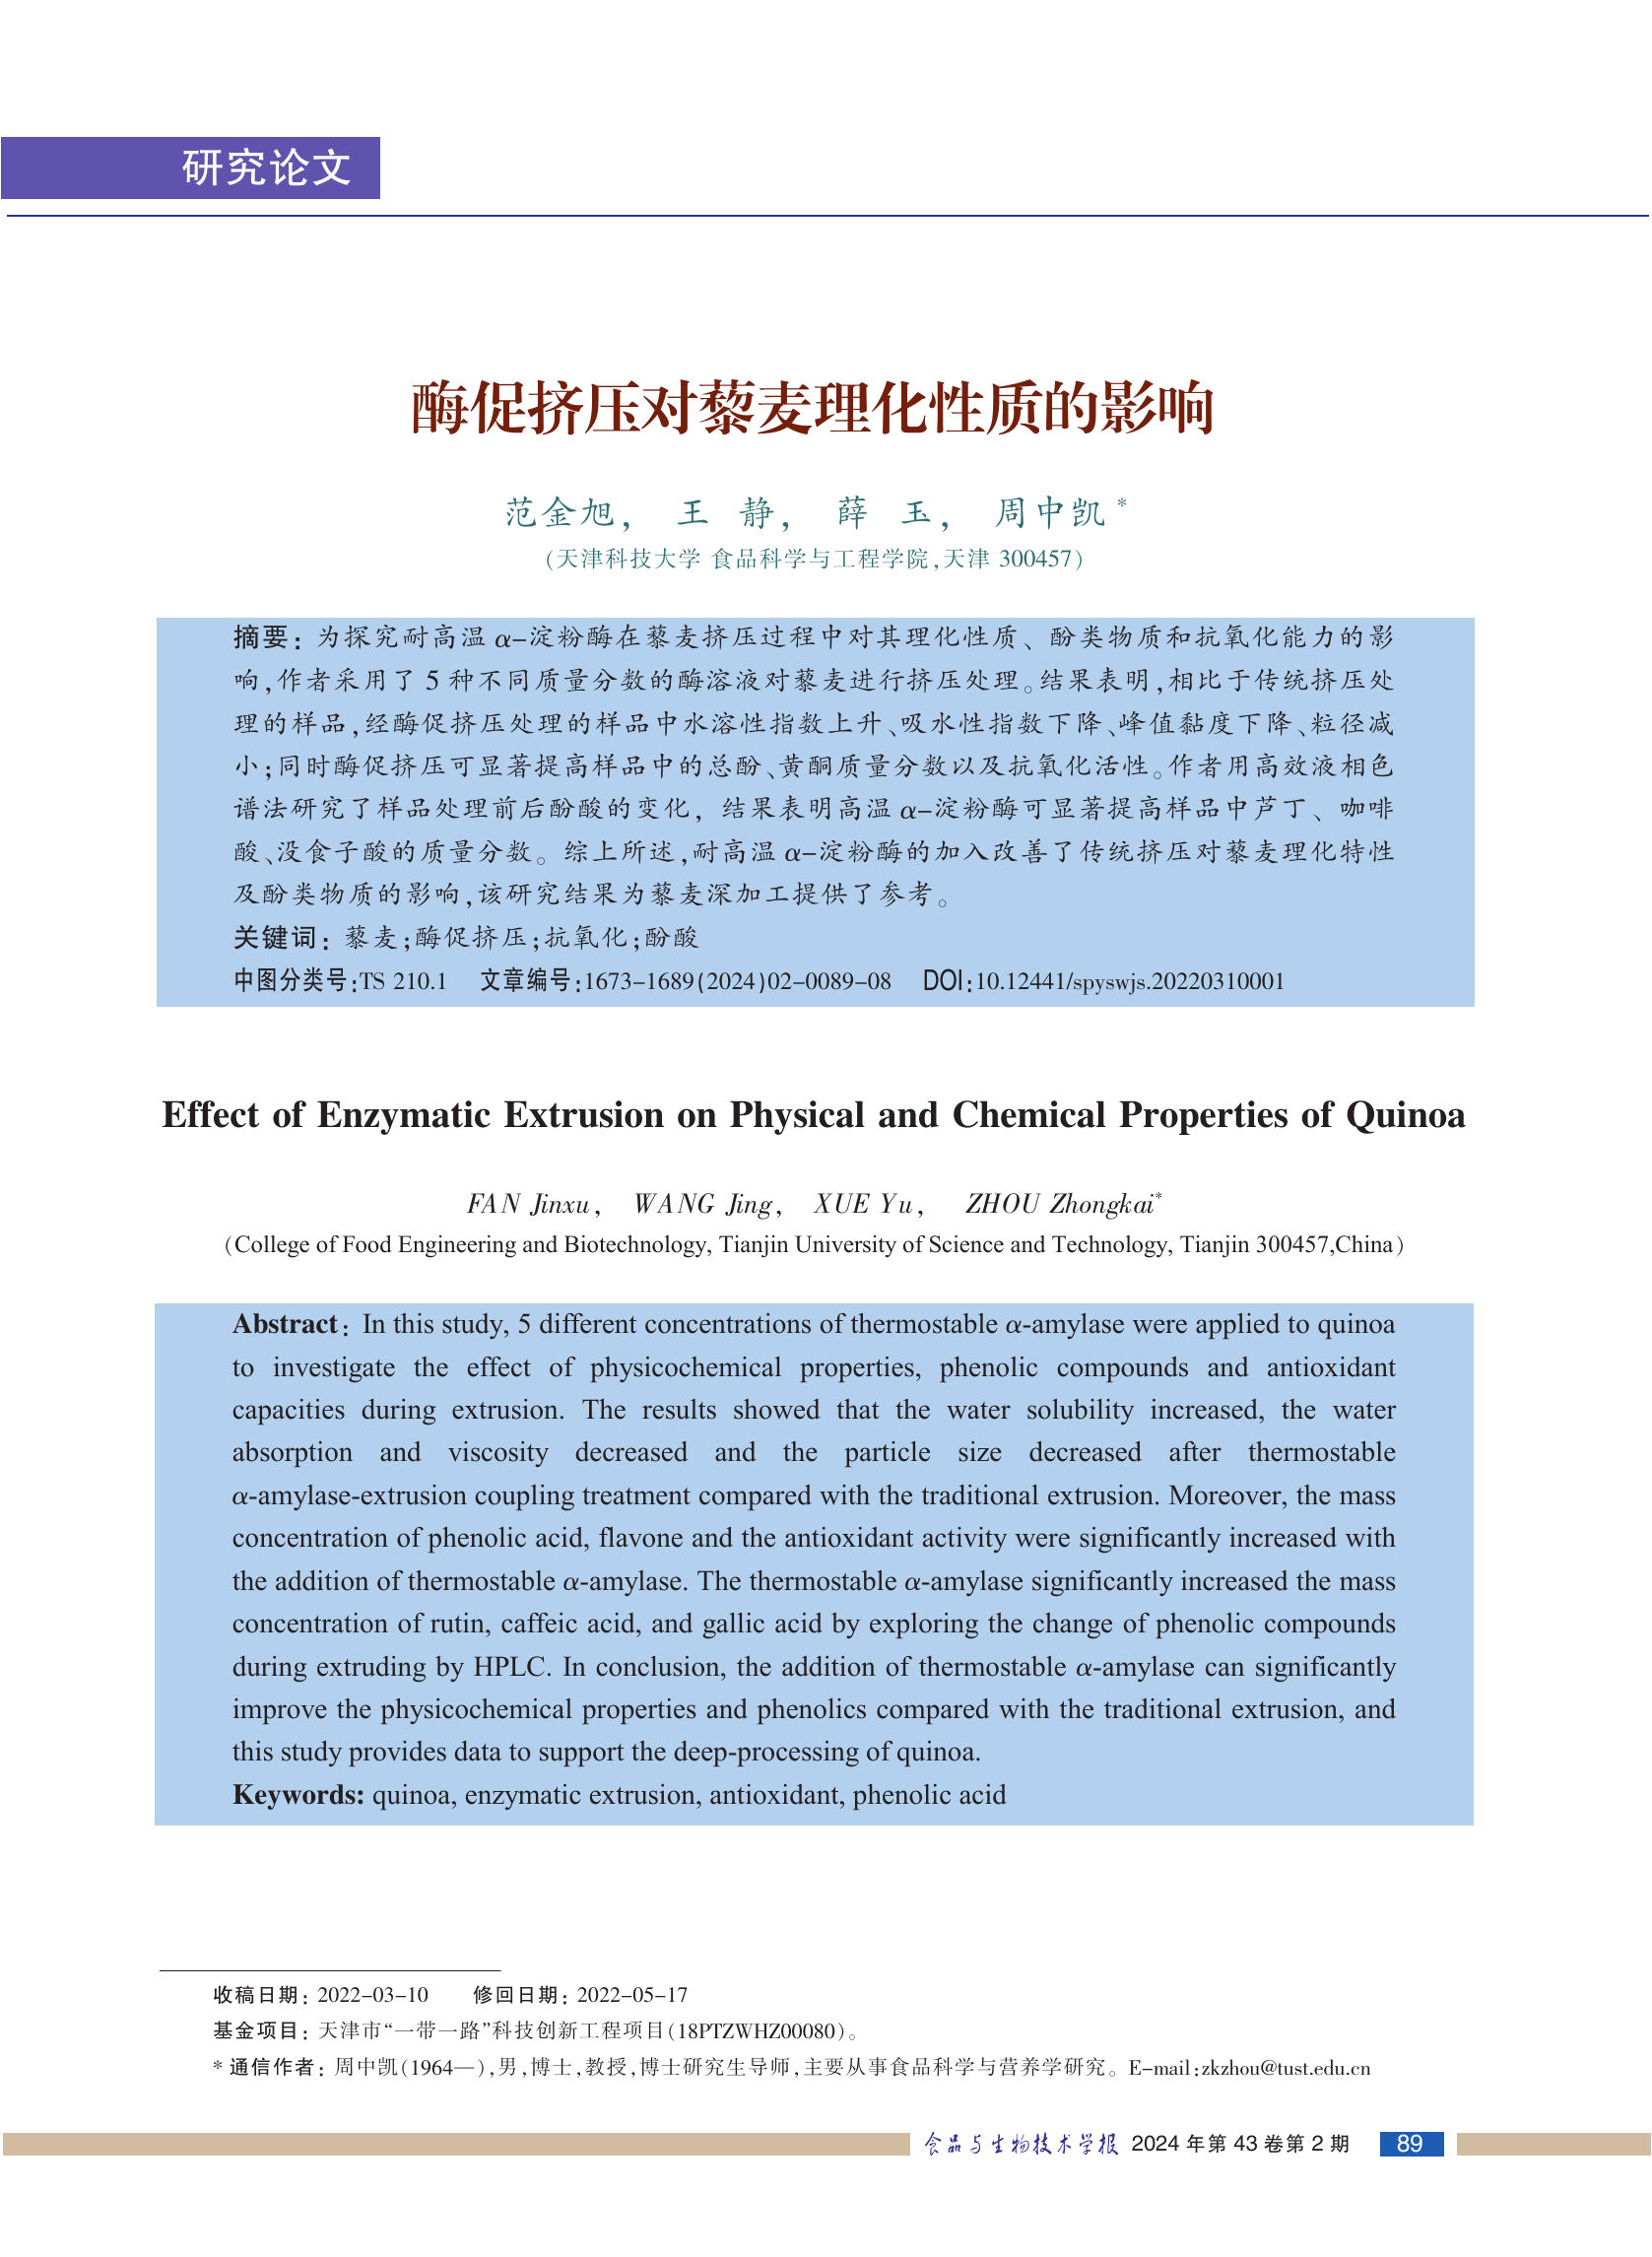 研究论文
酶促挤压对藜麦理化性质的影响
范金旭， 王 静， 薛 玉， 周中凯*
(天津科技大学 食品科学与工程学院,天津 300457)
摘要: 为探究耐高温 α-淀粉酶在藜麦挤压过程中对其理化性质、酚类物质和抗氧化能力的影
响,作者采用了 5 种不同质量分数的酶溶液对藜麦进行挤压处理。结果表明,相比于传统挤压处
理的样品,经酶促挤压处理的样品中水溶性指数上升、吸水性指数下降、峰值黏度下降、粒径减
小;同时酶促挤压可显著提高样品中的总酚、黄酮质量分数以及抗氧化活性。作者用高效液相色
谱法研究了样品处理前后酚酸的变化, 结果表明高温 α-淀粉酶可显著提高样品中芦丁、咖啡
酸、没食子酸的质量分数。综上所述,耐高温 α-淀粉酶的加入改善了传统挤压对藜麦理化特性
及酚类物质的影响,该研究结果为藜麦深加工提供了参考。
关键词: 藜麦;酶促挤压;抗氧化;酚酸
中图分类号:TS 210.1 文章编号:1673-1689(2024)02-0089-08 DOI:10.12441/spyswjs.20220310001
Effect of Enzymatic Extrusion on Physical and Chemical Properties of Quinoa
FAN Jinxu, WANG Jing, XUE Yu, ZHOU Zhongkai*
(College of Food Engineering and Biotechnology, Tianjin University of Science and Technology, Tianjin 300457,China)
Abstract: In this study, 5 different concentrations of thermostable α-amylase were applied to quinoa
to investigate the effect of physicochemical properties, phenolic compounds and antioxidant
capacities during extrusion. The results showed that the water solubility increased, the water
absorption and viscosity decreased and the particle size decreased after thermostable
α-amylase-extrusion coupling treatment compared with the traditional extrusion. Moreover, the mass
concentration of phenolic acid, flavone and the antioxidant activity were significantly increased with
the addition of thermostable α-amylase. The thermostable α-amylase significantly increased the mass
concentration of rutin, caffeic acid, and gallic acid by exploring the change of phenolic compounds
during extruding by HPLC. In conclusion, the addition of thermostable α-amylase can significantly
improve the physicochemical properties and phenolics compared with the traditional extrusion, and
this study provides data to support the deep-processing of quinoa.
Keywords: quinoa, enzymatic extrusion, antioxidant, phenolic acid
收稿日期: 2022-03-10 修回日期: 2022-05-17
基金项目: 天津市“一带一路”科技创新工程项目(18PTZWHZ00080)。
* 通信作者: 周中凯(1964—),男,博士,教授,博士研究生导师,主要从事食品科学与营养学研究。E-mail:zkzhou@tust.edu.cn
食品与生物技术学报 2024 年第 43 卷第 2 期 89